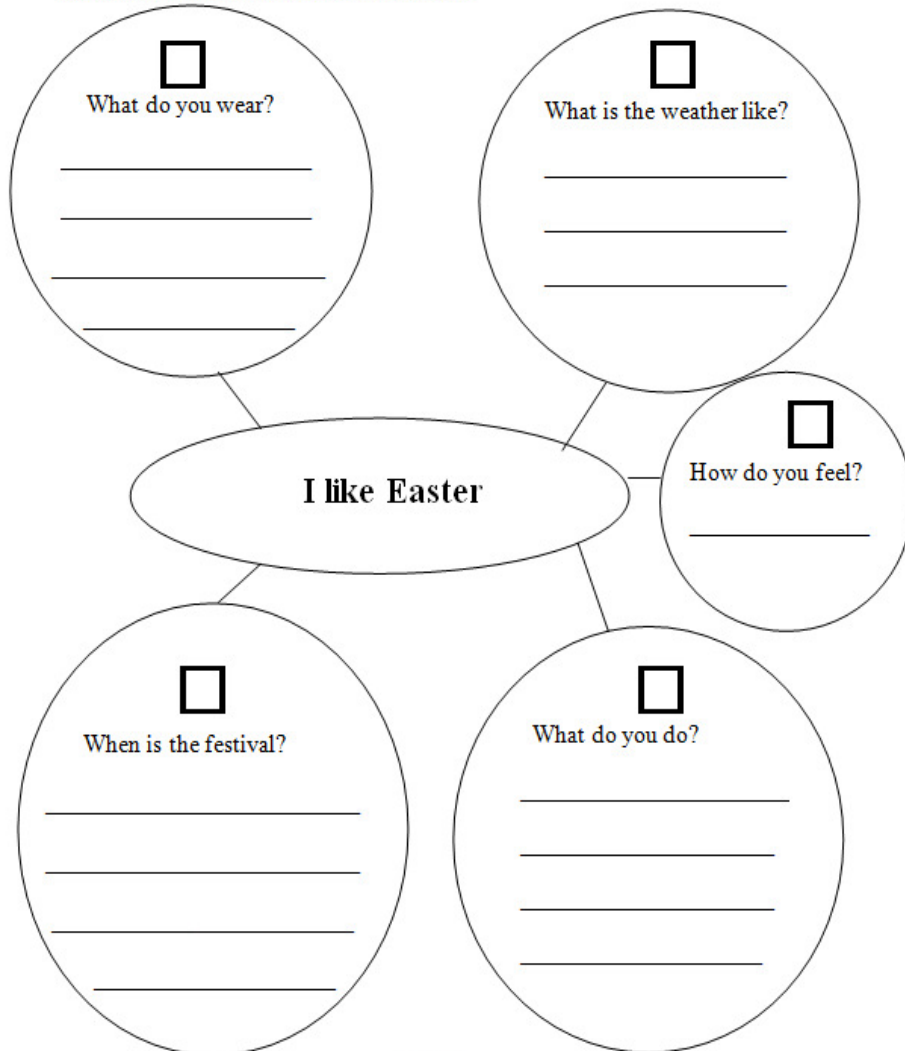 What do you wear?
What is the weather like?
How do you feel?
I like Easter
When is the festival?
What do you do?